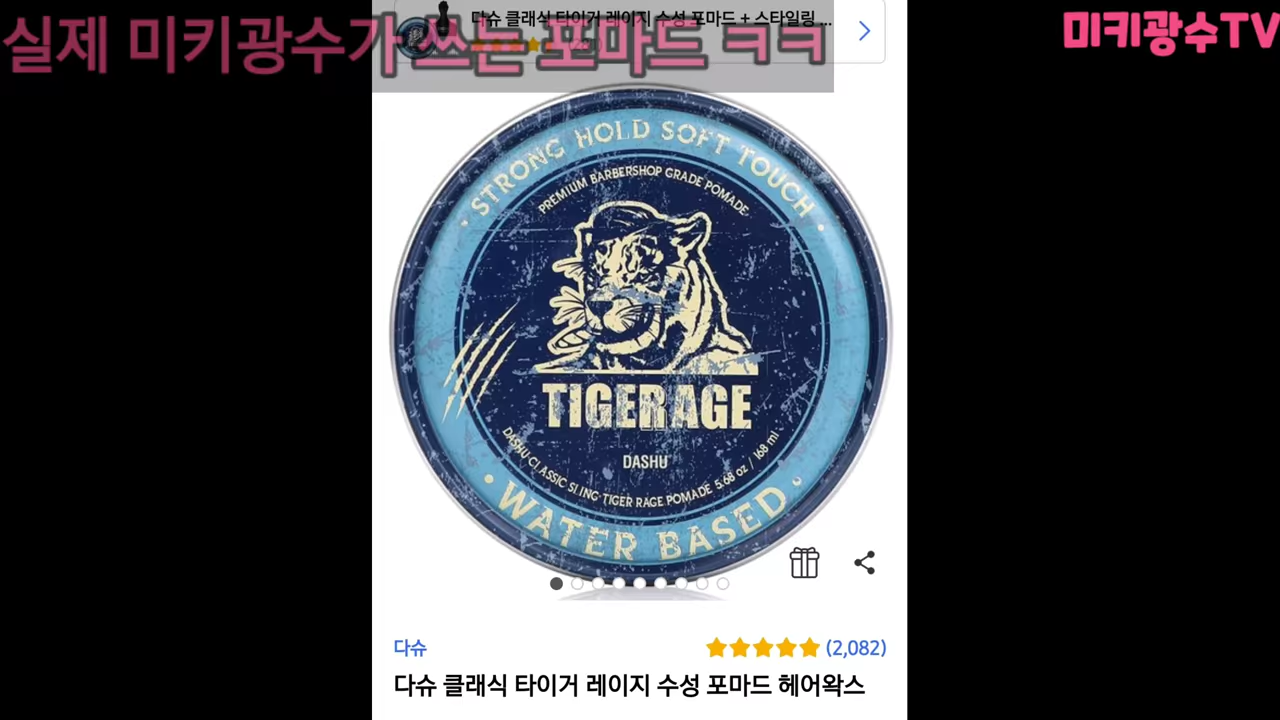 실제 미키광수가 쓰는 포마드 ㅋㅋ
미키광수TV
다슈 클래식 타이거 레이지 수성 포마드 + 스타일링 ...
STRONG HOLD SOFT TOUCH
PREMIUM BARBERSHOP GRADE POMADE
TIGERAGE
DASHU
DASHU CLASSIC SLING TIGER RAGE POMADE 5.68 oz / 168 ml
WATER BASED
다슈
(2,082)
다슈 클래식 타이거 레이지 수성 포마드 헤어왁스